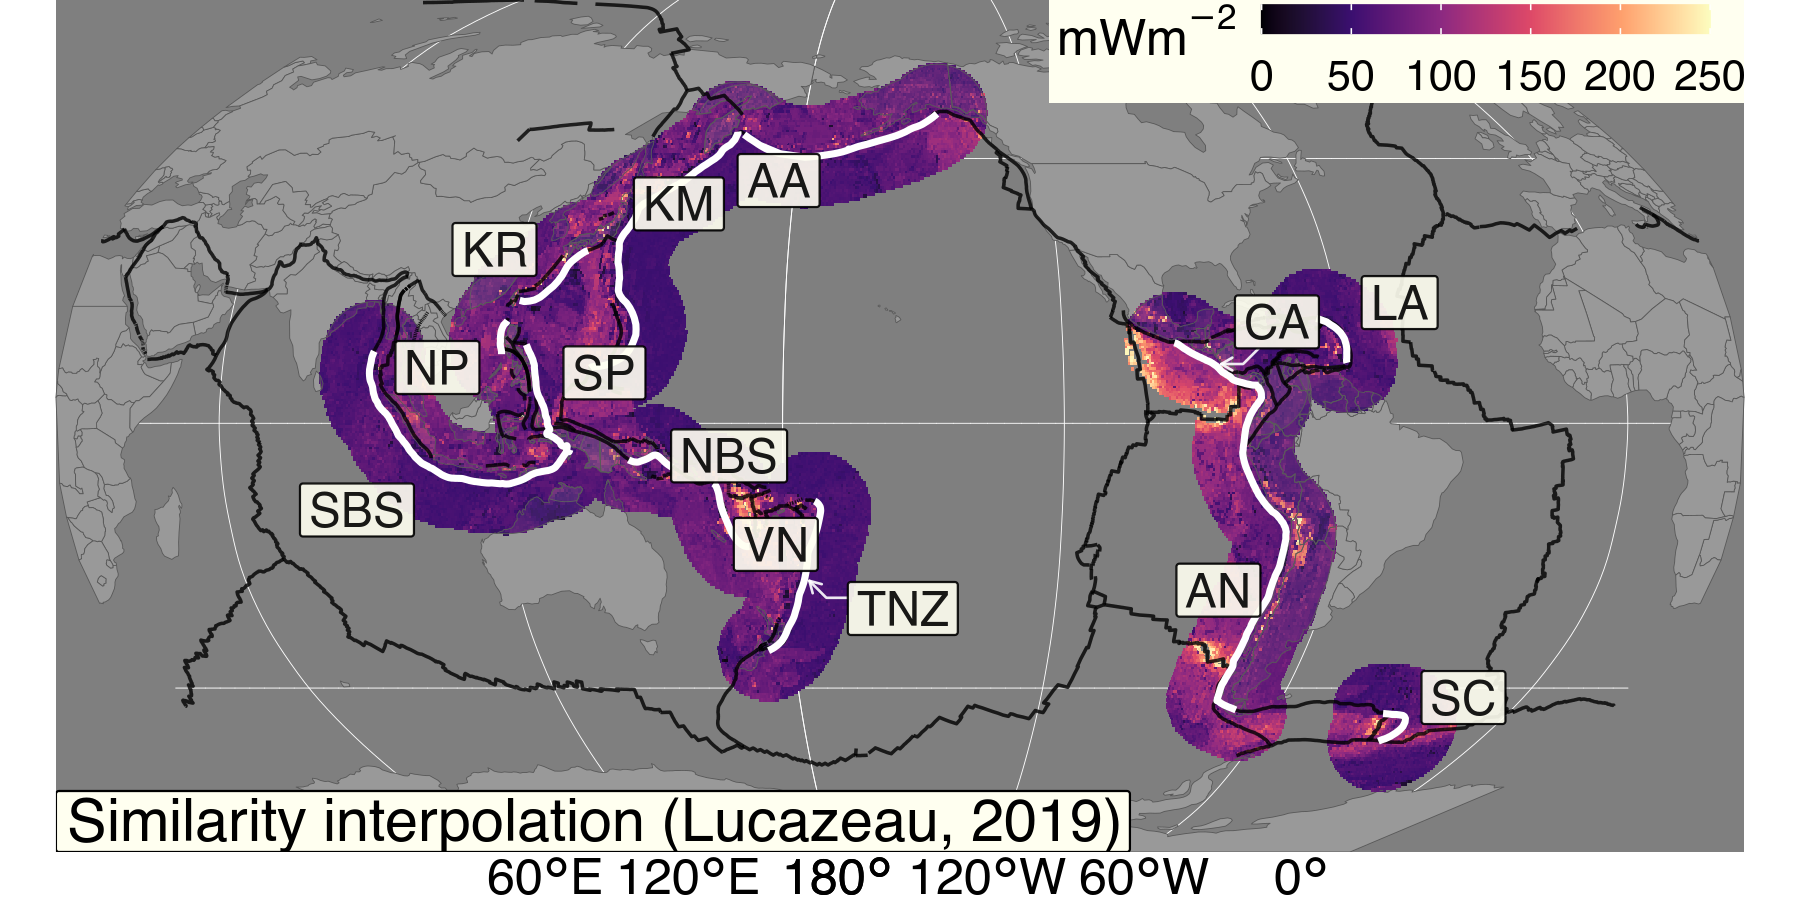 mWm⁻²
0 50 100 150 200 250
AA
KM
KR
LA
CA
NP
SP
NBS
SBS
VN
AN
TNZ
SC
Similarity interpolation (Lucazeau, 2019)
60°E 120°E 180° 120°W 60°W 0°